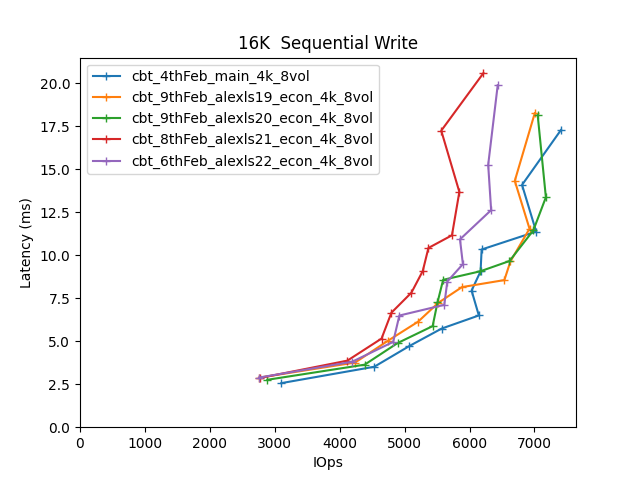 16K  Sequential Write
cbt_4thFeb_main_4k_8vol
cbt_9thFeb_alexls19_econ_4k_8vol
cbt_9thFeb_alexls20_econ_4k_8vol
cbt_8thFeb_alexls21_econ_4k_8vol
cbt_6thFeb_alexls22_econ_4k_8vol
20.0
17.5
15.0
12.5
10.0
7.5
5.0
2.5
0.0
Latency (ms)
0 1000 2000 3000 4000 5000 6000 7000
IOps